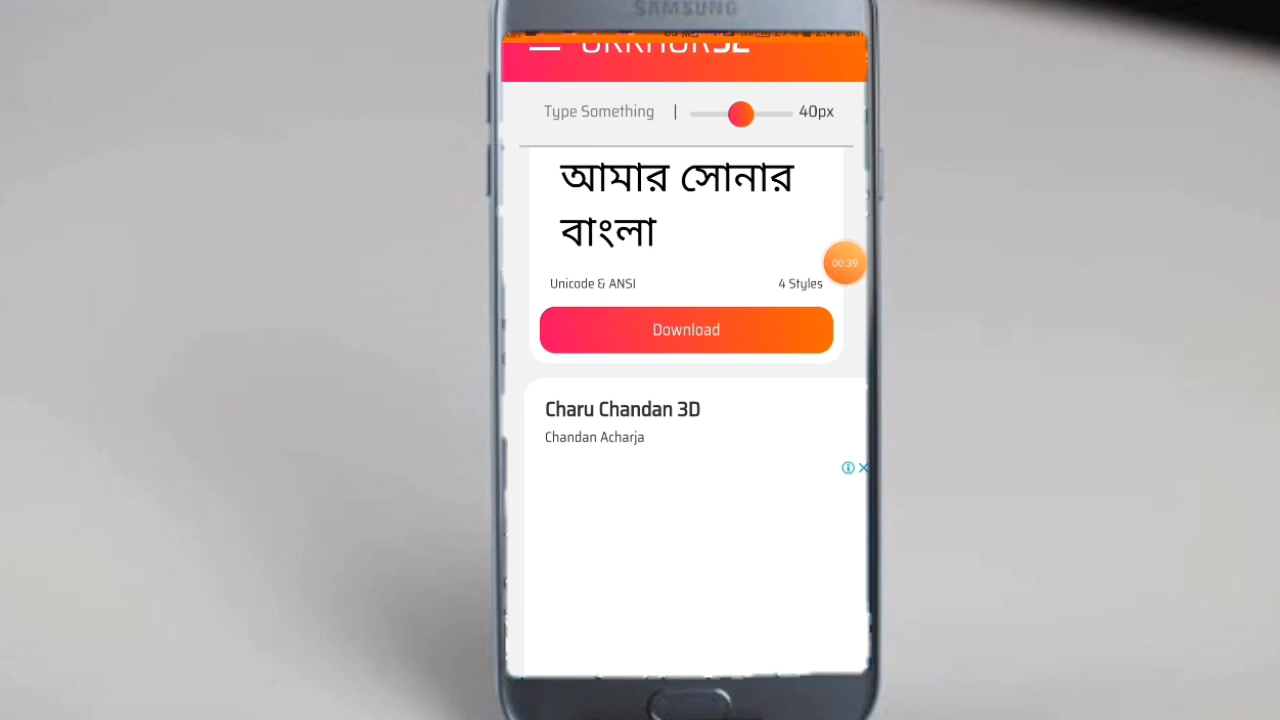 SAMSUNG
Type Something
40px
আমার সোনার
বাংলা
00:39
Unicode & ANSI
4 Styles
Download
Charu Chandan 3D
Chandan Acharja